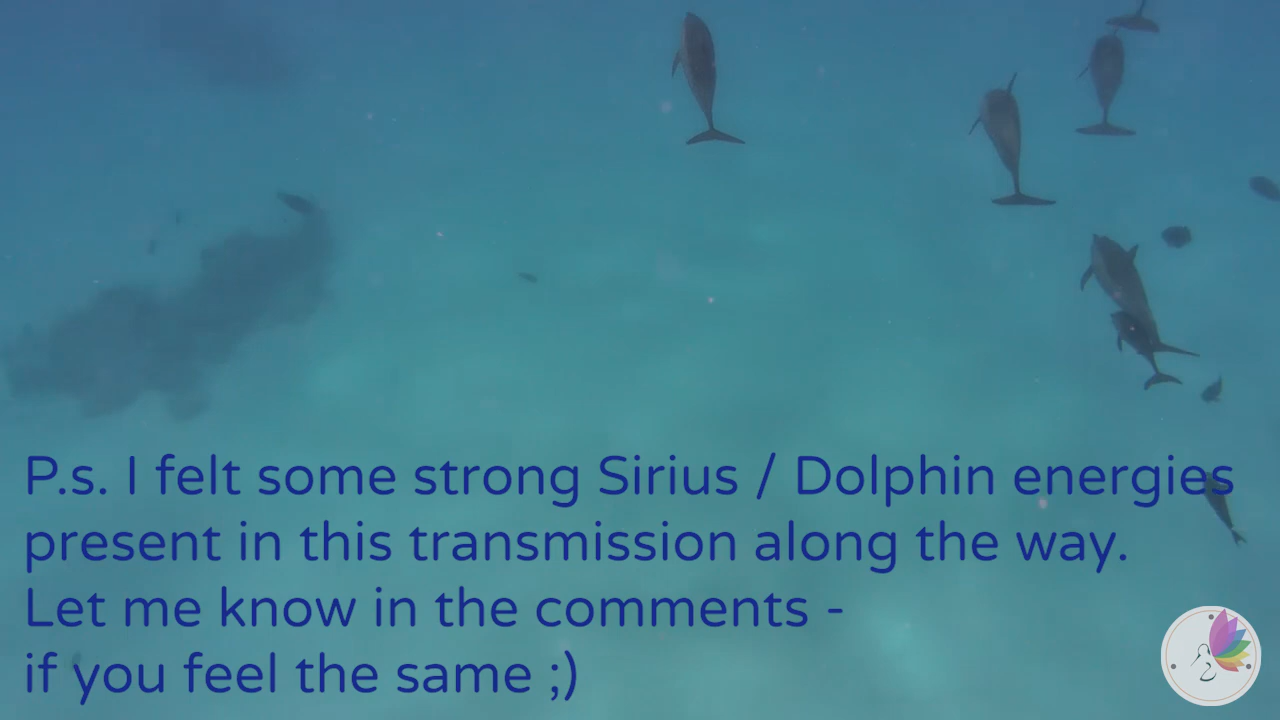 P.s. I felt some strong Sirius / Dolphin energies
present in this transmission along the way.
Let me know in the comments -
if you feel the same ;)